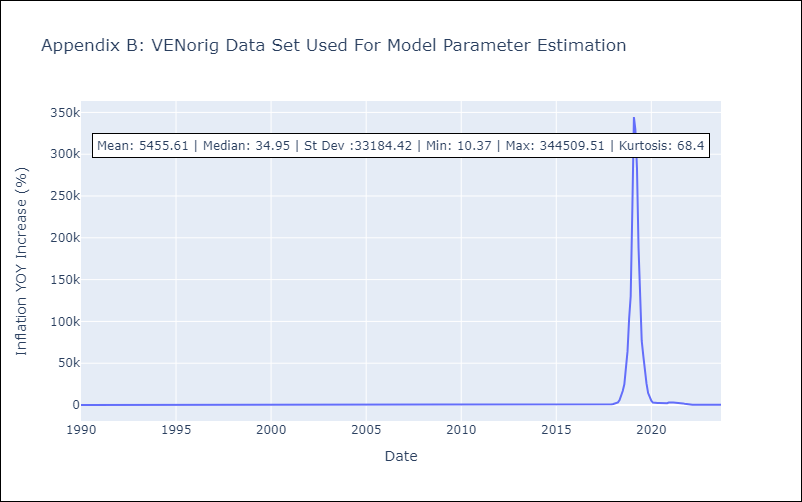 Appendix B: VENorig Data Set Used For Model Parameter Estimation
350k
Mean: 5455.61 | Median: 34.95 | St Dev :33184.42 | Min: 10.37 | Max: 344509.51 | Kurtosis: 68.4
300k
250k
200k
150k
100k
50k
0
Inflation YOY Increase (%)
1990 1995 2000 2005 2010 2015 2020
Date